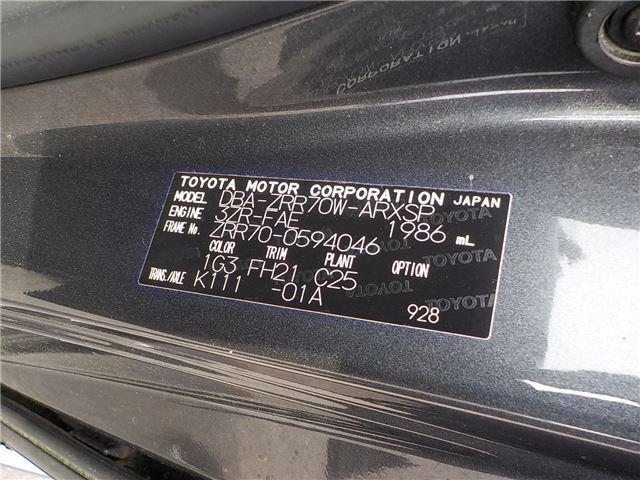 TOYOTA MOTOR CORPORATION JAPAN
MODEL DBA-ZRR70W-ARXSP
ENGINE 3ZR-FAE 1986 mL
FRAME No. ZRR70-0594046
COLOR TRIM PLANT OPTION
1G3 FH21 C25
TRANS./AXLE K111 -01A
928